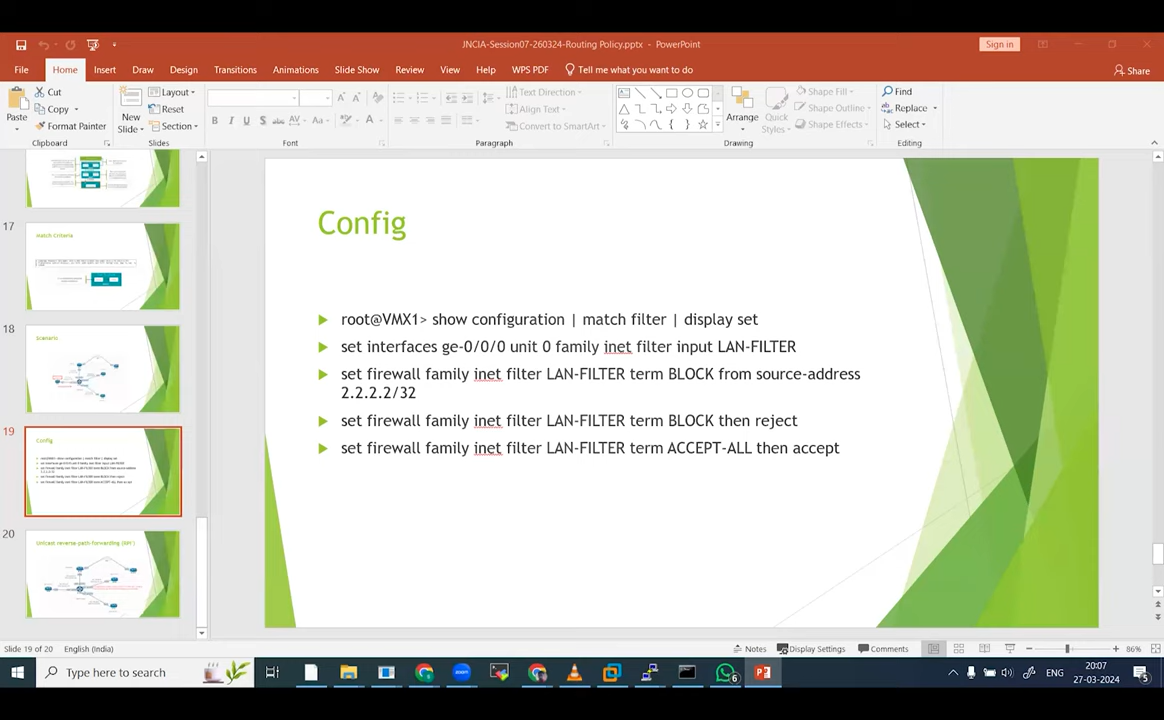 JNCIA-Session07-260324-Routing Policy.pptx - PowerPoint
Sign in
File Home Insert Draw Design Transitions Animations Slide Show Review View Help WPS PDF Tell me what you want to do
Share
Paste
Cut
Copy
Format Painter
Clipboard
New
Slide
Layout
Reset
Section
Slides
Font
Text Direction
Align Text
Convert to SmartArt
Paragraph
Arrange
Quick
Styles
Shape Fill
Shape Outline
Shape Effects
Drawing
Find
Replace
Select
Editing
17
Match Criteria
18
Scenario
19
Config
20
Unicast reverse-path-forwarding (RPF)
Config
root@VMX1> show configuration | match filter | display set
set interfaces ge-0/0/0 unit 0 family inet filter input LAN-FILTER
set firewall family inet filter LAN-FILTER term BLOCK from source-address
2.2.2.2/32
set firewall family inet filter LAN-FILTER term BLOCK then reject
set firewall family inet filter LAN-FILTER term ACCEPT-ALL then accept
Slide 19 of 20 English (India)
Notes Display Settings Comments 86%
Type here to search
ENG
20:07
27-03-2024
6
5